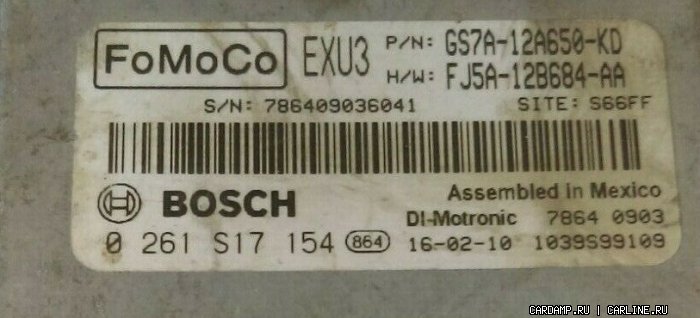 FoMoCo EXU3 P/N: GS7A-12A650-KD
H/W: FJ5A-12B684-AA
S/N: 786409036041 SITE: S66FF
BOSCH Assembled in Mexico
DI-Motronic 7864 0903
0 261 S17 154 864 16-02-10 1039S99109
CARDAMP.RU | CARLINE.RU